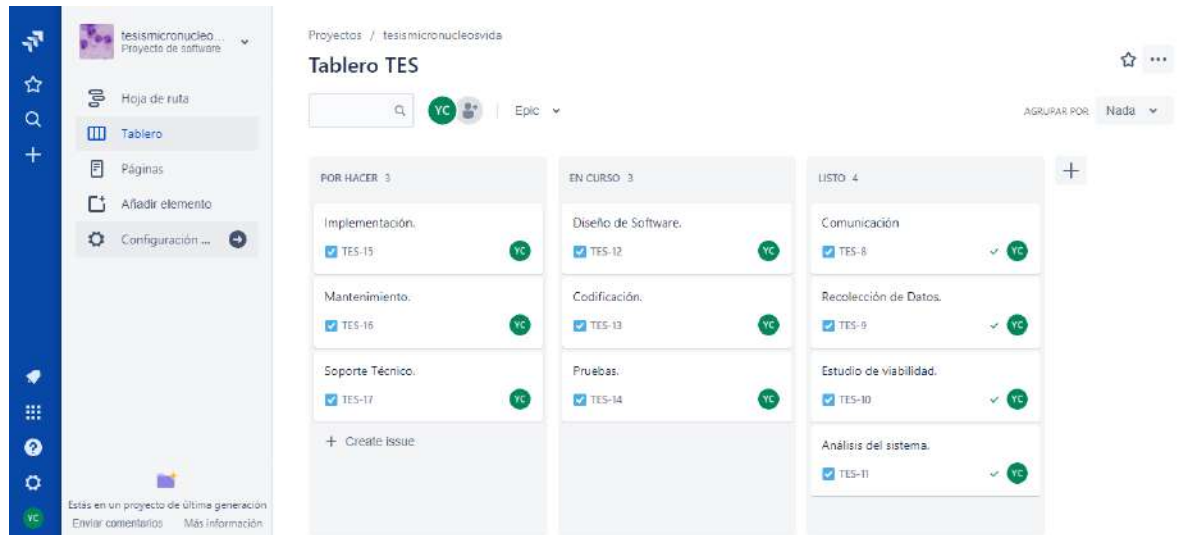 tesismicronucleo...
Proyecto de software
Hoja de ruta
Tablero
Páginas
Añadir elemento
Configuración ...
Estás en un proyecto de última generación
Enviar comentarios Más información
YC
Proyectos / tesismicronucleosvida
Tablero TES
YC Epic
AGRUPAR POR Nada
POR HACER 3
Implementación.
TES-15 YC
Mantenimiento.
TES-16 YC
Soporte Técnico.
TES-17 YC
+ Create issue
EN CURSO 3
Diseño de Software.
TES-12 YC
Codificación.
TES-13 YC
Pruebas.
TES-14 YC
LISTO 4
Comunicación
TES-8 YC
Recolección de Datos.
TES-9 YC
Estudio de viabilidad.
TES-10 YC
Análisis del sistema.
TES-11 YC